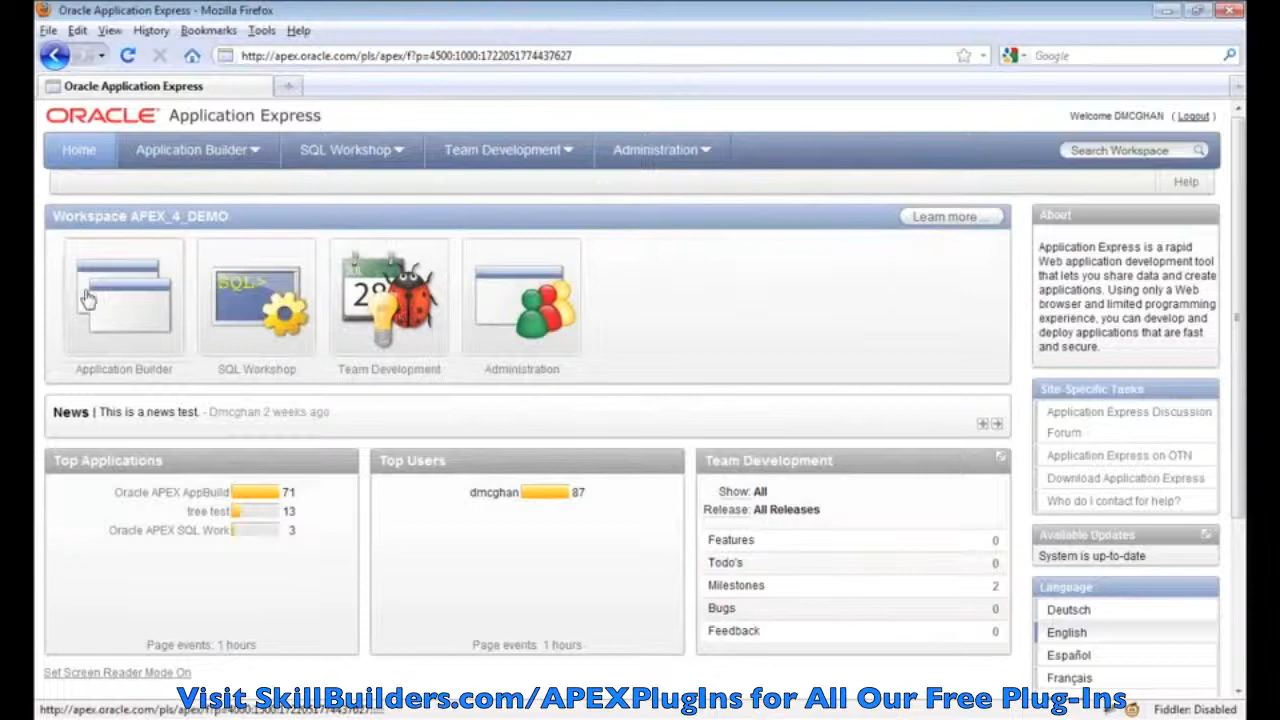 Oracle Application Express - Mozilla Firefox
File Edit View History Bookmarks Tools Help
http://apex.oracle.com/pls/apex/f?p=4500:1000:1722051774437627
Google
Oracle Application Express
ORACLE Application Express
Welcome DMCGHAN ( Logout )
Home Application Builder SQL Workshop Team Development Administration
Search Workspace
Help
Workspace APEX_4_DEMO
Learn more ...
SQL>
28
Application Builder SQL Workshop Team Development Administration
News | This is a news test. - Dmcghan 2 weeks ago
Top Applications
Oracle APEX AppBuild 71
tree test 13
Oracle APEX SQL Work 3
Page events: 1 hours
Top Users
dmcghan 87
Page events: 1 hours
Team Development
Show: All
Release: All Releases
Features 0
Todo's 0
Milestones 2
Bugs 0
Feedback 0
About
Application Express is a rapid
Web application development tool
that lets you share data and create
applications. Using only a Web
browser and limited programming
experience, you can develop and
deploy applications that are fast
and secure.
Site-Specific Tasks
Application Express Discussion
Forum
Application Express on OTN
Download Application Express
Who do I contact for help?
Available Updates
System is up-to-date
Language
Deutsch
English
Español
Français
Set Screen Reader Mode On
Visit SkillBuilders.com/APEXPlugIns for All Our Free Plug-Ins
Fiddler: Disabled